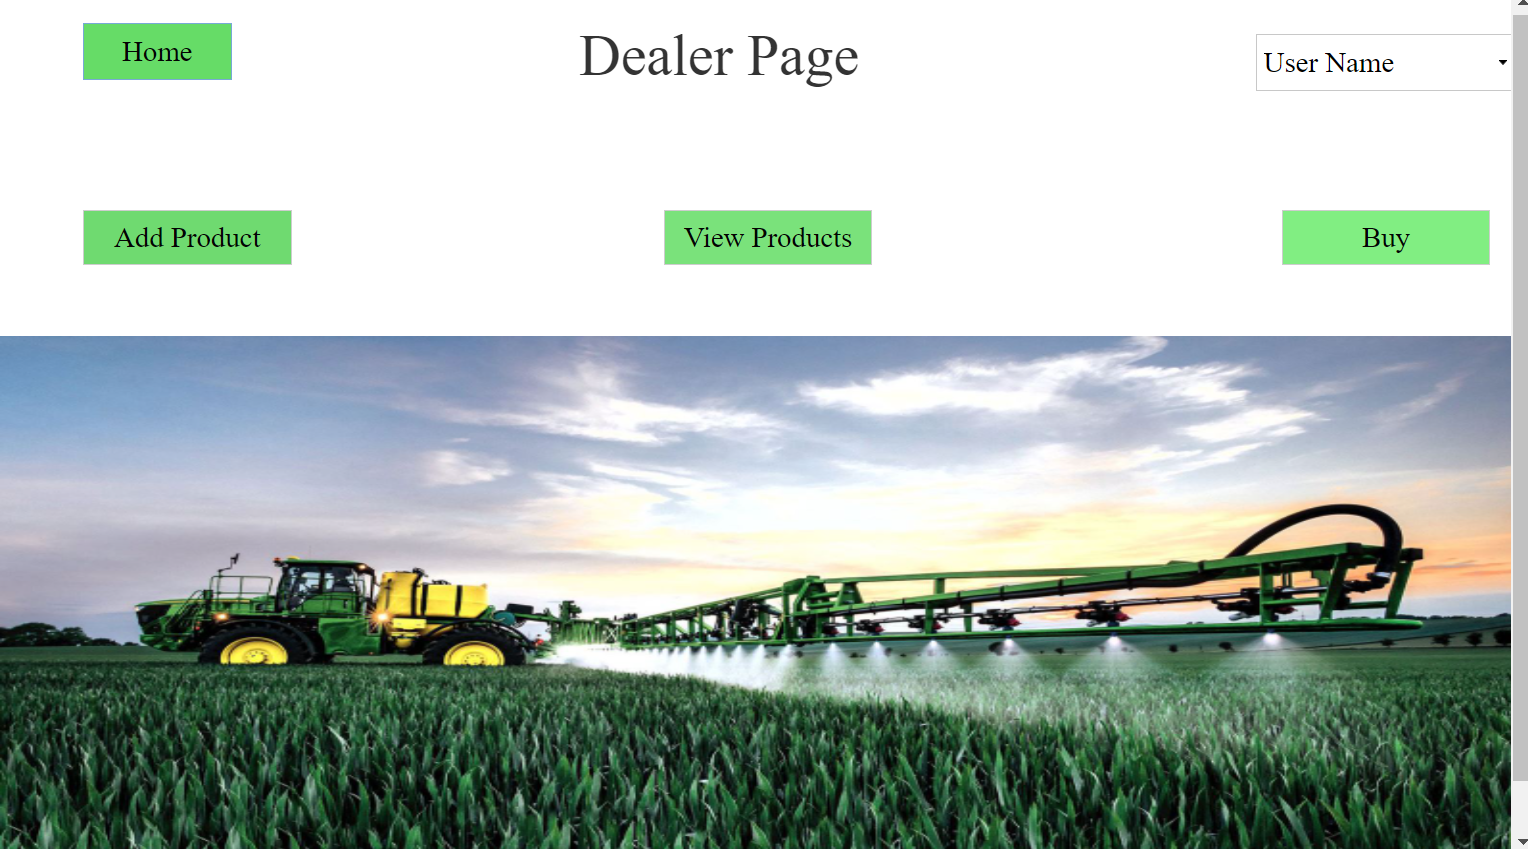 Home
Dealer Page
User Name
Add Product
View Products
Buy